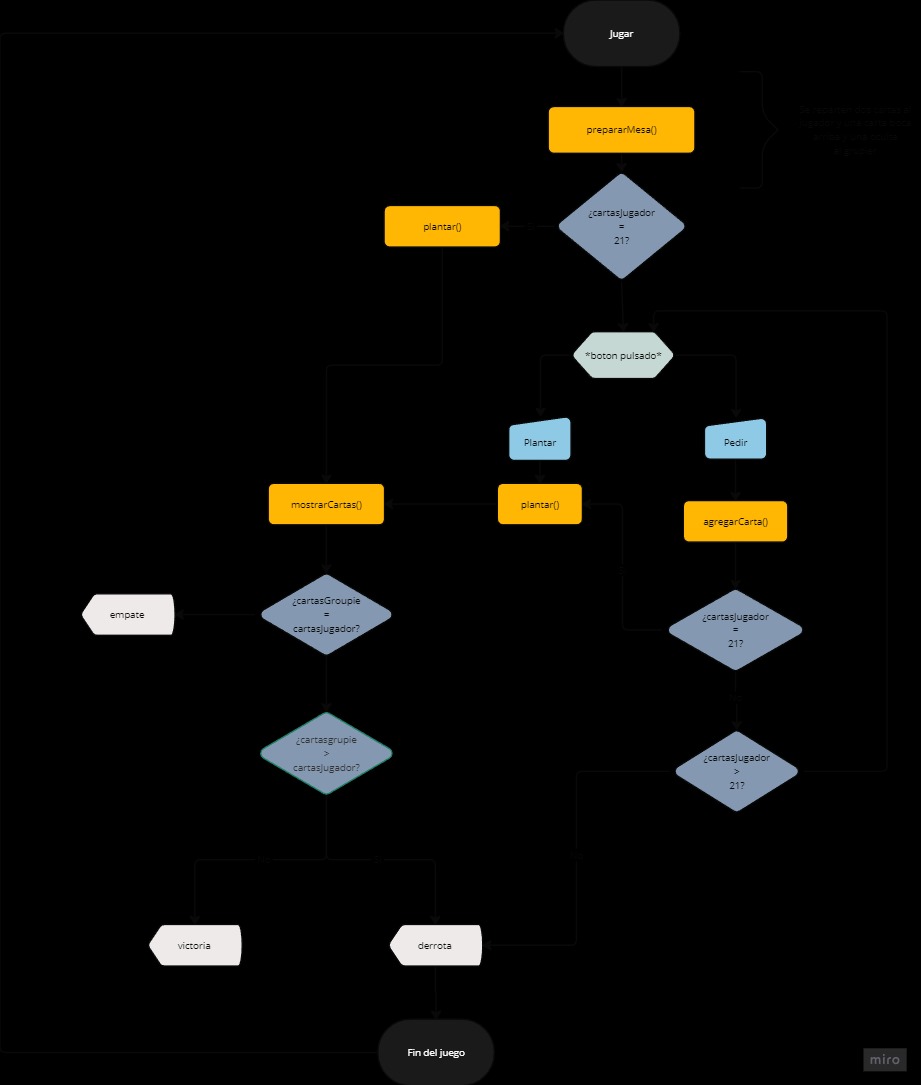 Jugar
prepararMesa()
¿cartasJugador
=
21?
plantar()
*boton pulsado*
Plantar
Pedir
mostrarCartas()
plantar()
agregarCarta()
¿cartasGroupie
=
cartasJugador?
empate
¿cartasJugador
=
21?
¿cartasgrupie
>
cartasJugador?
¿cartasJugador
>
21?
victoria
derrota
Fin del juego
miro